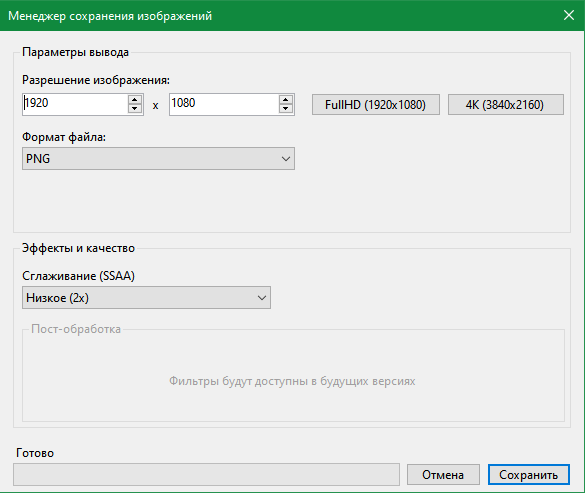 Менеджер сохранения изображений
Параметры вывода
Разрешение изображения:
1920 x 1080 FullHD (1920x1080) 4K (3840x2160)
Формат файла:
PNG
Эффекты и качество
Сглаживание (SSAA)
Низкое (2x)
Пост-обработка
Фильтры будут доступны в будущих версиях
Готово
Отмена Сохранить